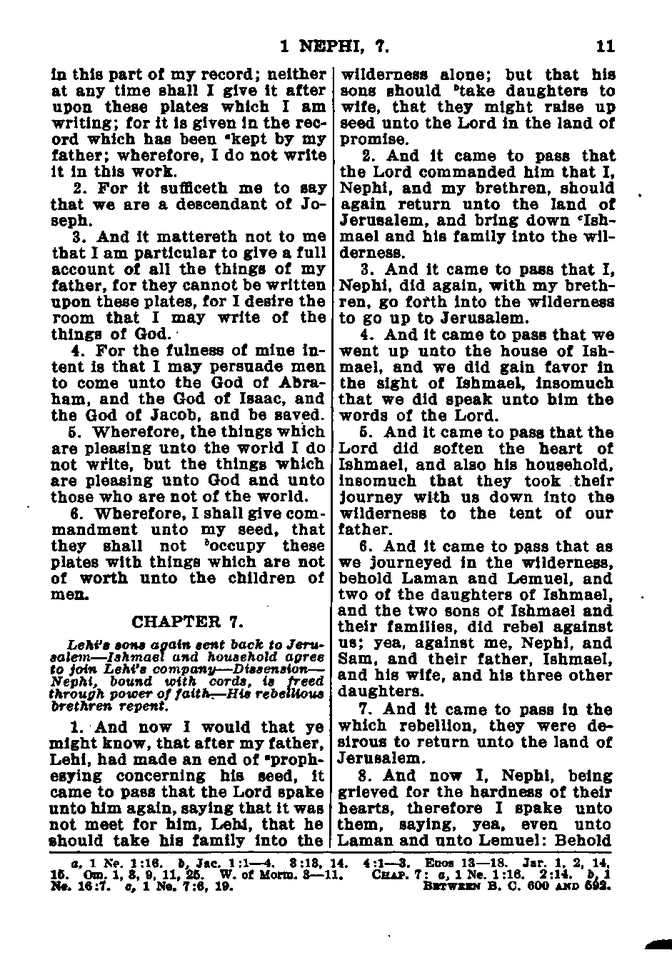 1 NEPHI, 7. 11
in this part of my record; neither
at any time shall I give it after
upon these plates which I am
writing; for it is given in the rec-
ord which has been ᵃkept by my
father; wherefore, I do not write
it in this work.
2. For it sufficeth me to say
that we are a descendant of Jo-
seph.
3. And it mattereth not to me
that I am particular to give a full
account of all the things of my
father, for they cannot be written
upon these plates, for I desire the
room that I may write of the
things of God.
4. For the fulness of mine in-
tent is that I may persuade men
to come unto the God of Abra-
ham, and the God of Isaac, and
the God of Jacob, and be saved.
5. Wherefore, the things which
are pleasing unto the world I do
not write, but the things which
are pleasing unto God and unto
those who are not of the world.
6. Wherefore, I shall give com-
mandment unto my seed, that
they shall not ᵇoccupy these
plates with things which are not
of worth unto the children of
men.
CHAPTER 7.
Lehi's sons again sent back to Jeru-
salem—Ishmael and household agree
to join Lehi's company—Dissension—
Nephi, bound with cords, is freed
through power of faith—His rebellious
brethren repent.
1. And now I would that ye
might know, that after my father,
Lehi, had made an end of ᵃproph-
esying concerning his seed, it
came to pass that the Lord spake
unto him again, saying that it was
not meet for him, Lehi, that he
should take his family into the
wilderness alone; but that his
sons should ᵇtake daughters to
wife, that they might raise up
seed unto the Lord in the land of
promise.
2. And it came to pass that
the Lord commanded him that I,
Nephi, and my brethren, should
again return unto the land of
Jerusalem, and bring down ᶜIsh-
mael and his family into the wil-
derness.
3. And it came to pass that I,
Nephi, did again, with my breth-
ren, go forth into the wilderness
to go up to Jerusalem.
4. And it came to pass that we
went up unto the house of Ish-
mael, and we did gain favor in
the sight of Ishmael, insomuch
that we did speak unto him the
words of the Lord.
5. And it came to pass that the
Lord did soften the heart of
Ishmael, and also his household,
insomuch that they took their
journey with us down into the
wilderness to the tent of our
father.
6. And it came to pass that as
we journeyed in the wilderness,
behold Laman and Lemuel, and
two of the daughters of Ishmael,
and the two sons of Ishmael and
their families, did rebel against
us; yea, against me, Nephi, and
Sam, and their father, Ishmael,
and his wife, and his three other
daughters.
7. And it came to pass in the
which rebellion, they were de-
sirous to return unto the land of
Jerusalem.
8. And now I, Nephi, being
grieved for the hardness of their
hearts, therefore I spake unto
them, saying, yea, even unto
Laman and unto Lemuel: Behold
a, 1 Ne. 1:16. b, Jac. 1:1—4. 3:13, 14. 4:1—3. Enos 13—18. Jar. 1, 2, 14,
15. Om. 1, 3, 9, 11, 25. W. of Morm. 3—11. CHAP. 7: a, 1 Ne. 1:16. 2:14. b, 1
Ne. 16:7. c, 1 Ne. 7:6, 19. BETWEEN B. C. 600 AND 592.